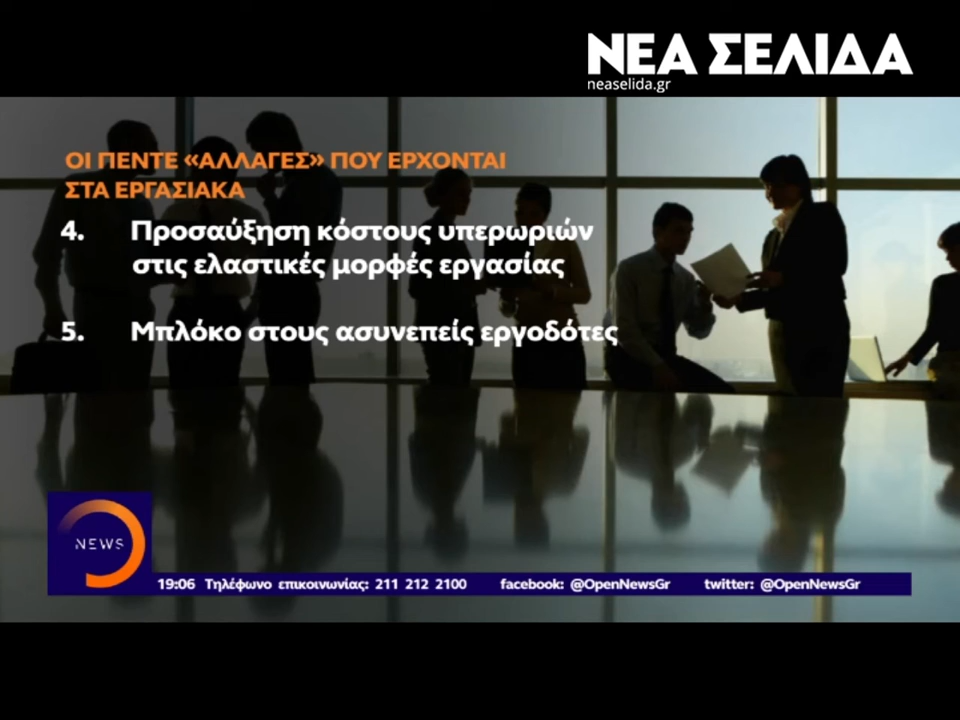 ΝΕΑ ΣΕΛΙΔΑ
neaselida.gr
ΟΙ ΠΕΝΤΕ «ΑΛΛΑΓΕΣ» ΠΟΥ ΕΡΧΟΝΤΑΙ
ΣΤΑ ΕΡΓΑΣΙΑΚΑ
4. Προσαύξηση κόστους υπερωριών
στις ελαστικές μορφές εργασίας
5. Μπλόκο στους ασυνεπείς εργοδότες
NEWS
19:06 Τηλέφωνο επικοινωνίας: 211 212 2100 facebook: @OpenNewsGr twitter: @OpenNewsGr